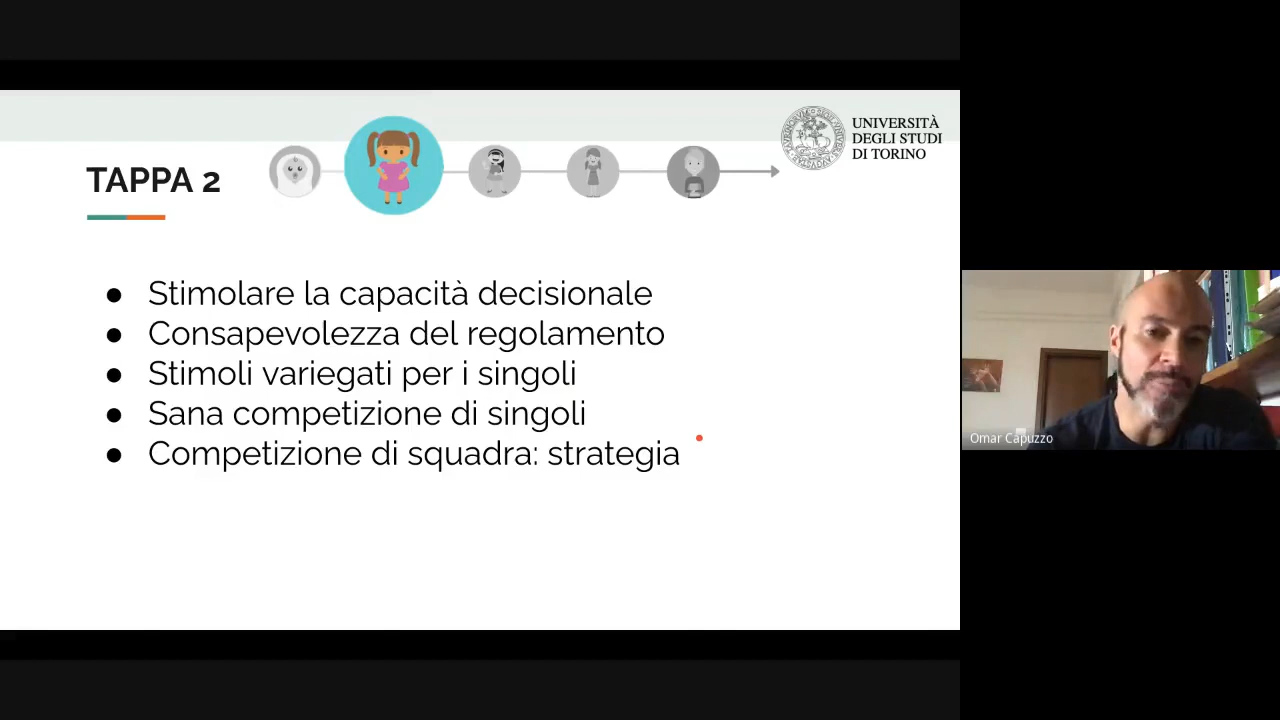 UNIVERSITÀ
DEGLI STUDI
DI TORINO
TAPPA 2
● Stimolare la capacità decisionale
● Consapevolezza del regolamento
● Stimoli variegati per i singoli
● Sana competizione di singoli
● Competizione di squadra: strategia
Omar Capuzzo